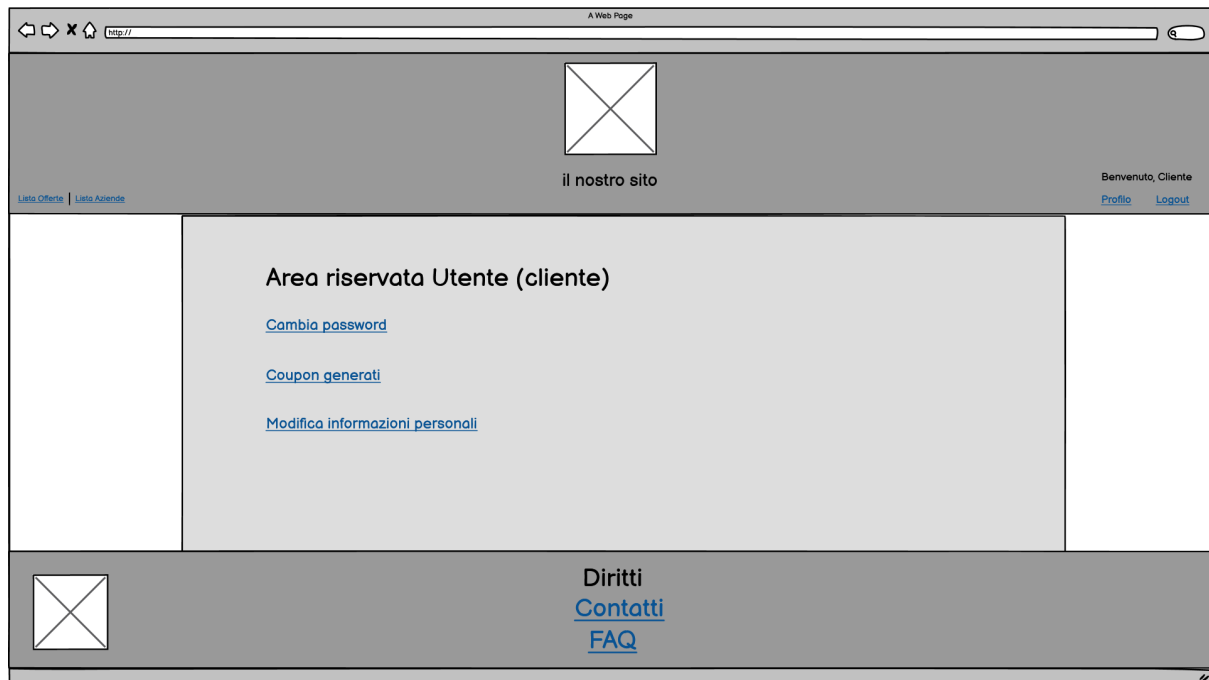 A Web Page
http://
il nostro sito
Benvenuto, Cliente
Lista Offerte | Lista Aziende
Profilo Logout
Area riservata Utente (cliente)
Cambia password
Coupon generati
Modifica informazioni personali
Diritti
Contatti
FAQ